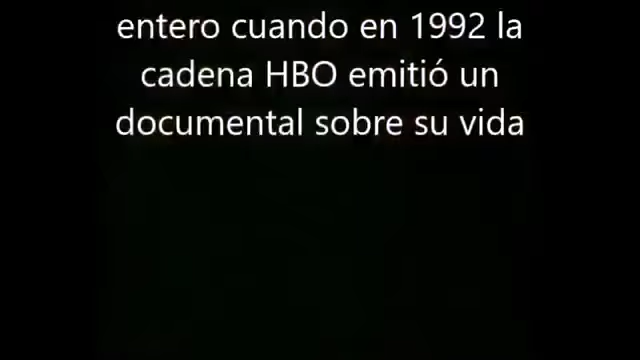 entero cuando en 1992 la
cadena HBO emitió un
documental sobre su vida